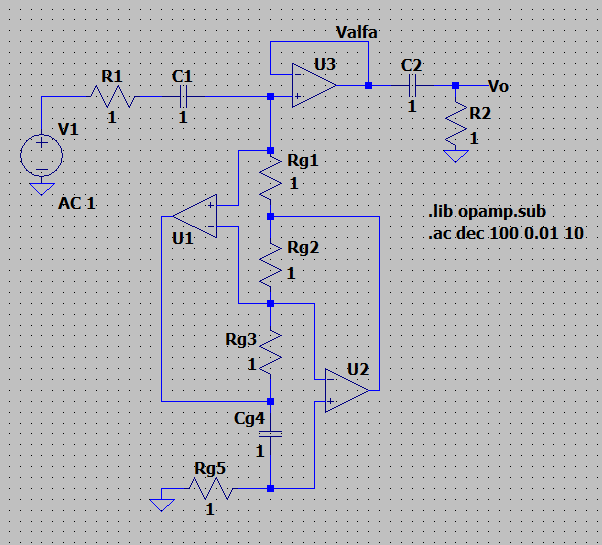 Valfa
U3
R1
C1
C2
Vo
1
1
1
R2
1
V1
AC 1
Rg1
1
U1
Rg2
1
.lib opamp.sub
.ac dec 100 0.01 10
Rg3
1
U2
Cg4
1
Rg5
1